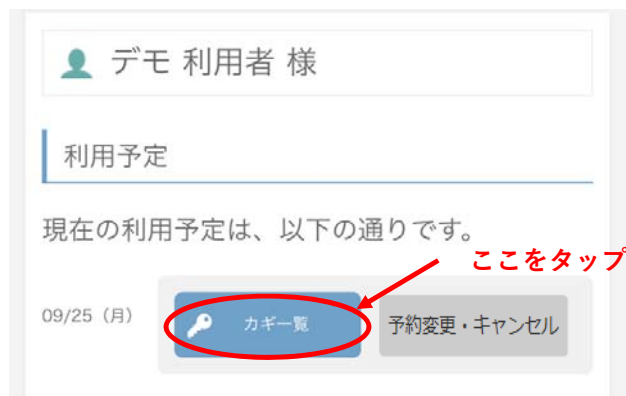 デモ 利用者 様
利用予定
現在の利用予定は、以下の通りです。
ここをタップ
09/25（月）
カギ一覧
予約変更・キャンセル